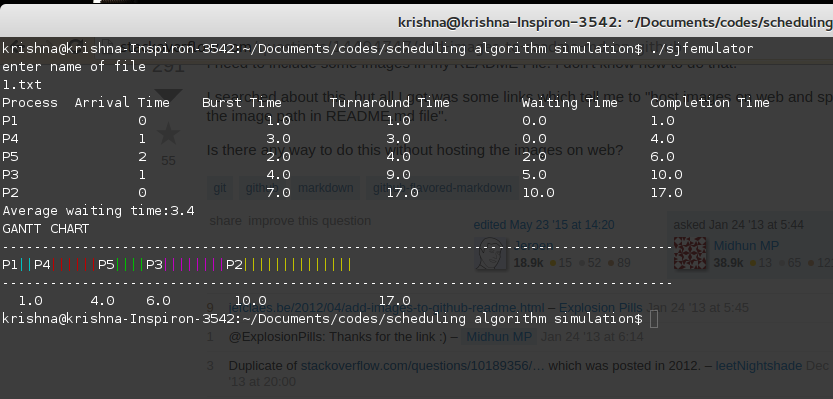 krishna@krishna-Inspiron-3542: ~/Documents/codes/scheduling
krishna@krishna-Inspiron-3542:~/Documents/codes/scheduling algorithm simulation$ ./sjfemulator
enter name of file
1.txt
Process Arrival Time Burst Time Turnaround Time Waiting Time Completion Time
P1 0 1.0 1.0 0.0 1.0
P4 1 3.0 3.0 0.0 4.0
P5 2 2.0 4.0 2.0 6.0
P3 1 4.0 9.0 5.0 10.0
P2 0 7.0 17.0 10.0 17.0
Average waiting time:3.4
GANTT CHART
P1||P4 P5||||P3 P2||||||||||||||
1.0 4.0 6.0 10.0 17.0
krishna@krishna-Inspiron-3542:~/Documents/codes/scheduling algorithm simulation$
291
I need to include some images in my README File. I don't know how to do that.
I searched about this, but all I got was some links which tell me to "host images on web and sp
the image path in README.md file".
55
Is there any way to do this without hosting the images on web?
git github markdown github-flavored-markdown
share improve this question
edited May 23 '15 at 14:20
18.9k 15 52 89
asked Jan 24 '13 at 5:44
Midhun MP
38.9k 13 65 12
9 jeiclaes.be/2012/04/add-images-to-github-readme.html – Explosion Pills Jan 24 '13 at 5:45
1 @ExplosionPills: Thanks for the link :) – Midhun MP Jan 24 '13 at 6:14
3 Duplicate of stackoverflow.com/questions/10189356/… which was posted in 2012. – leetNightshade Dec
'13 at 20:00